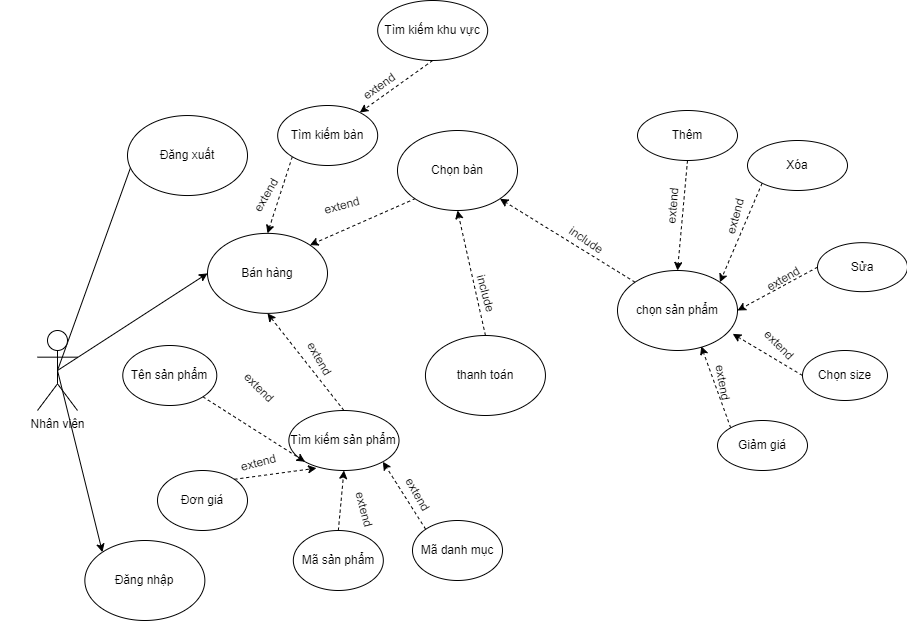 Tìm kiếm khu vực
extend
Tìm kiếm bàn
Thêm
Đăng xuất
Chọn bàn
Xóa
extend
extend
extend
extend
include
Bán hàng
Sửa
extend
include
chọn sản phẩm
extend
extend
Tên sản phẩm
extend
thanh toán
extend
Chọn size
Nhân viên
Tìm kiếm sản phẩm
Giảm giá
extend
Đơn giá
extend
extend
Mã sản phẩm
Mã danh mục
Đăng nhập